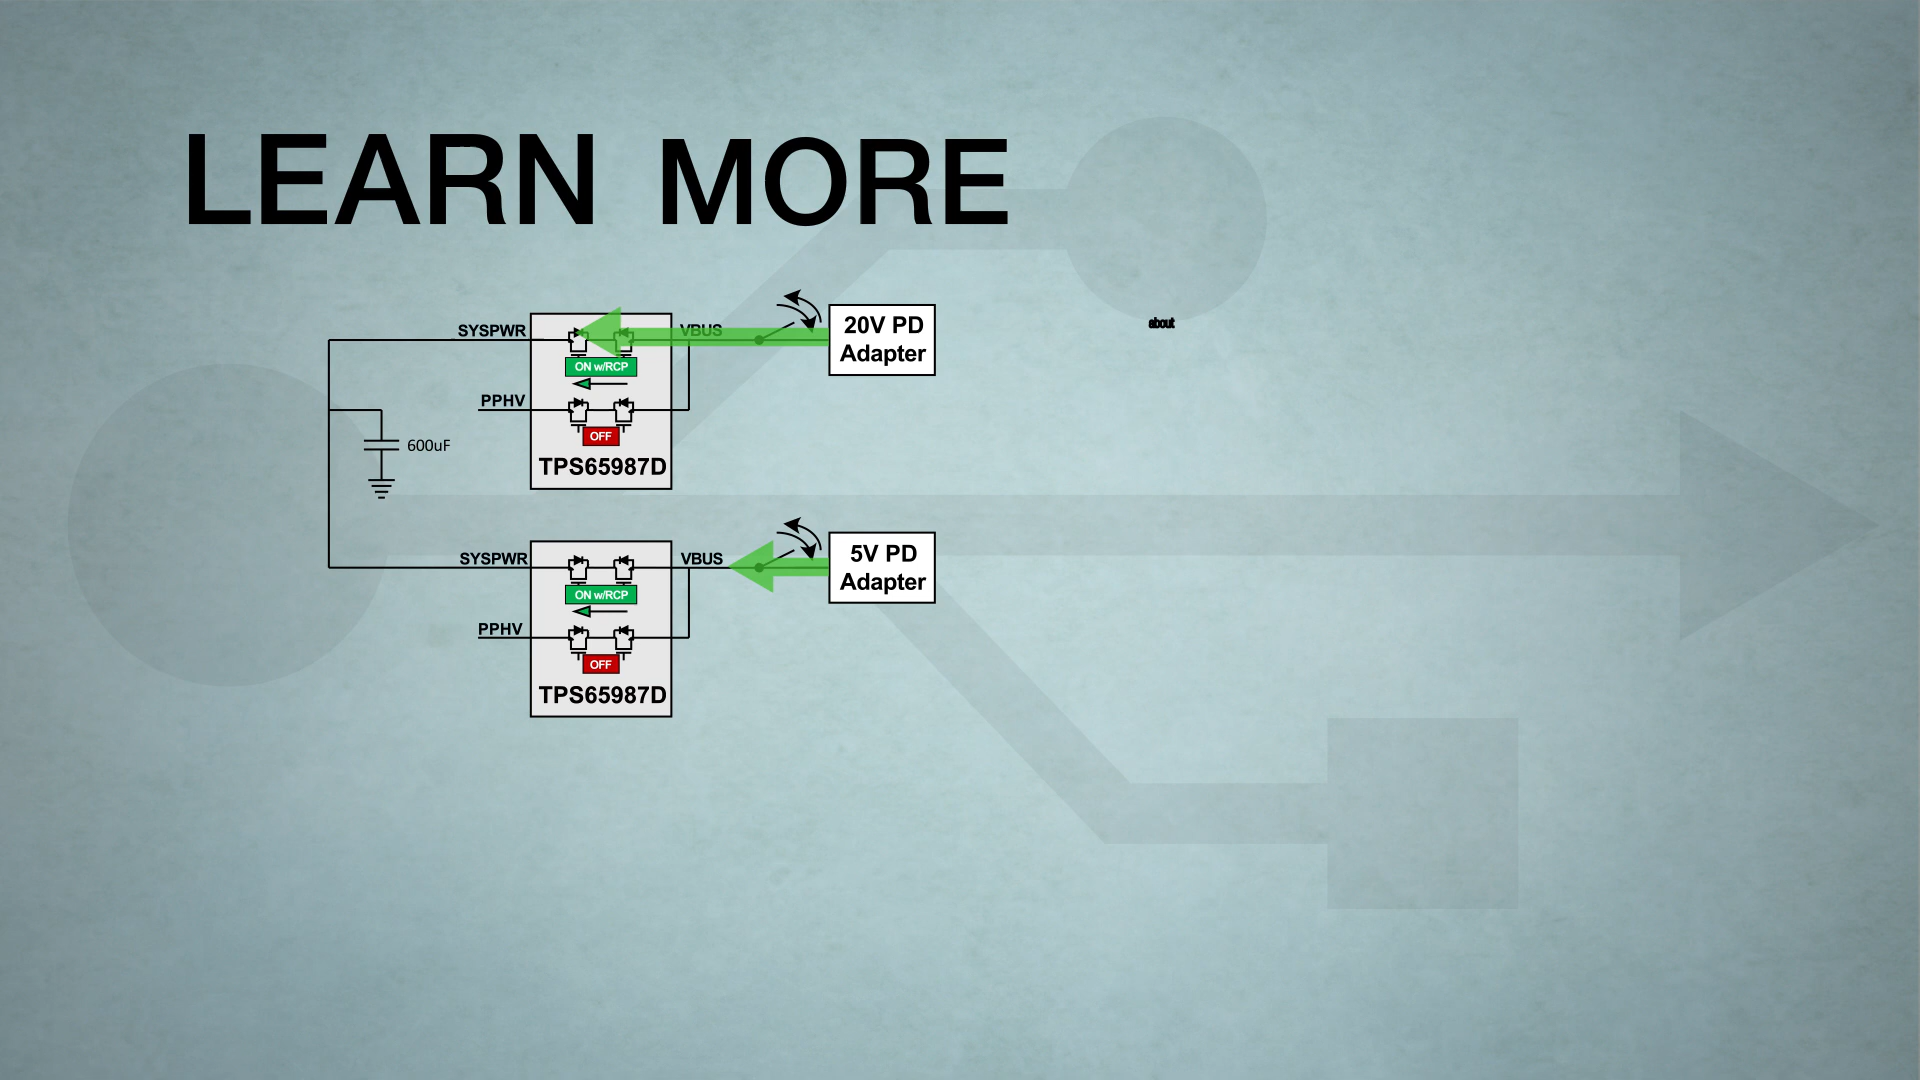 LEARN MORE
about
SYSPWR
VBUS
20V PD
Adapter
ON w/RCP
PPHV
OFF
600uF
TPS65987D
SYSPWR
VBUS
5V PD
Adapter
ON w/RCP
PPHV
OFF
TPS65987D